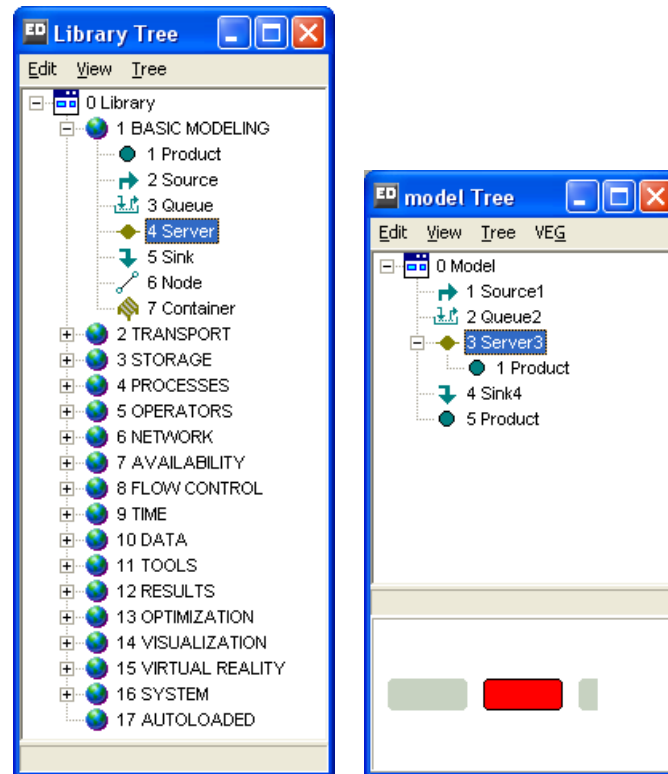 ED Library Tree
Edit View Tree
0 Library
1 BASIC MODELING
1 Product
2 Source
3 Queue
4 Server
5 Sink
6 Node
7 Container
2 TRANSPORT
3 STORAGE
4 PROCESSES
5 OPERATORS
6 NETWORK
7 AVAILABILITY
8 FLOW CONTROL
9 TIME
10 DATA
11 TOOLS
12 RESULTS
13 OPTIMIZATION
14 VISUALIZATION
15 VIRTUAL REALITY
16 SYSTEM
17 AUTOLOADED
ED model Tree
Edit View Tree VEG
0 Model
1 Source1
2 Queue2
3 Server3
1 Product
4 Sink4
5 Product